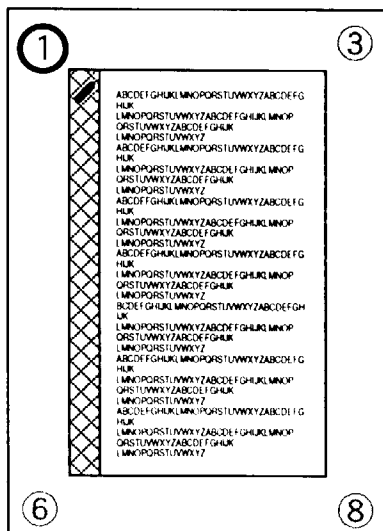 ① ③
ABCDEFGHIJKLMNOPQRSTUVWXYZABCDEFG
HIJK
LMNOPQRSTUVWXYZABCDEFGHIJKLMNOP
QRSTUVWXYZABCDEFGHIJK
LMNOPQRSTUVWXYZ
ABCDEFGHIJKLMNOPQRSTUVWXYZABCDEFG
HIJK
LMNOPQRSTUVWXYZABCDEFGHIJKLMNOP
QRSTUVWXYZABCDEFGHIJK
LMNOPQRSTUVWXYZ
ABCDEFGHIJKLMNOPQRSTUVWXYZABCDEFG
HIJK
LMNOPQRSTUVWXYZABCDEFGHIJKLMNOP
QRSTUVWXYZABCDEFGHIJK
LMNOPQRSTUVWXYZ
ABCDEFGHIJKLMNOPQRSTUVWXYZABCDEFG
HIJK
LMNOPQRSTUVWXYZABCDEFGHIJKLMNOP
QRSTUVWXYZABCDEFGHIJK
LMNOPQRSTUVWXYZ
BCDEFGHIJKLMNOPQRSTUVWXYZABCDEFGH
IJK
LMNOPQRSTUVWXYZABCDEFGHIJKLMNOP
QRSTUVWXYZABCDEFGHIJK
LMNOPQRSTUVWXYZ
ABCDEFGHIJKLMNOPQRSTUVWXYZABCDEFG
HIJK
LMNOPQRSTUVWXYZABCDEFGHIJKLMNOP
QRSTUVWXYZABCDEFGHIJK
LMNOPQRSTUVWXYZ
ABCDEFGHIJKLMNOPQRSTUVWXYZABCDEFG
HIJK
LMNOPQRSTUVWXYZABCDEFGHIJKLMNOP
QRSTUVWXYZABCDEFGHIJK
LMNOPQRSTUVWXYZ
⑥ ⑧